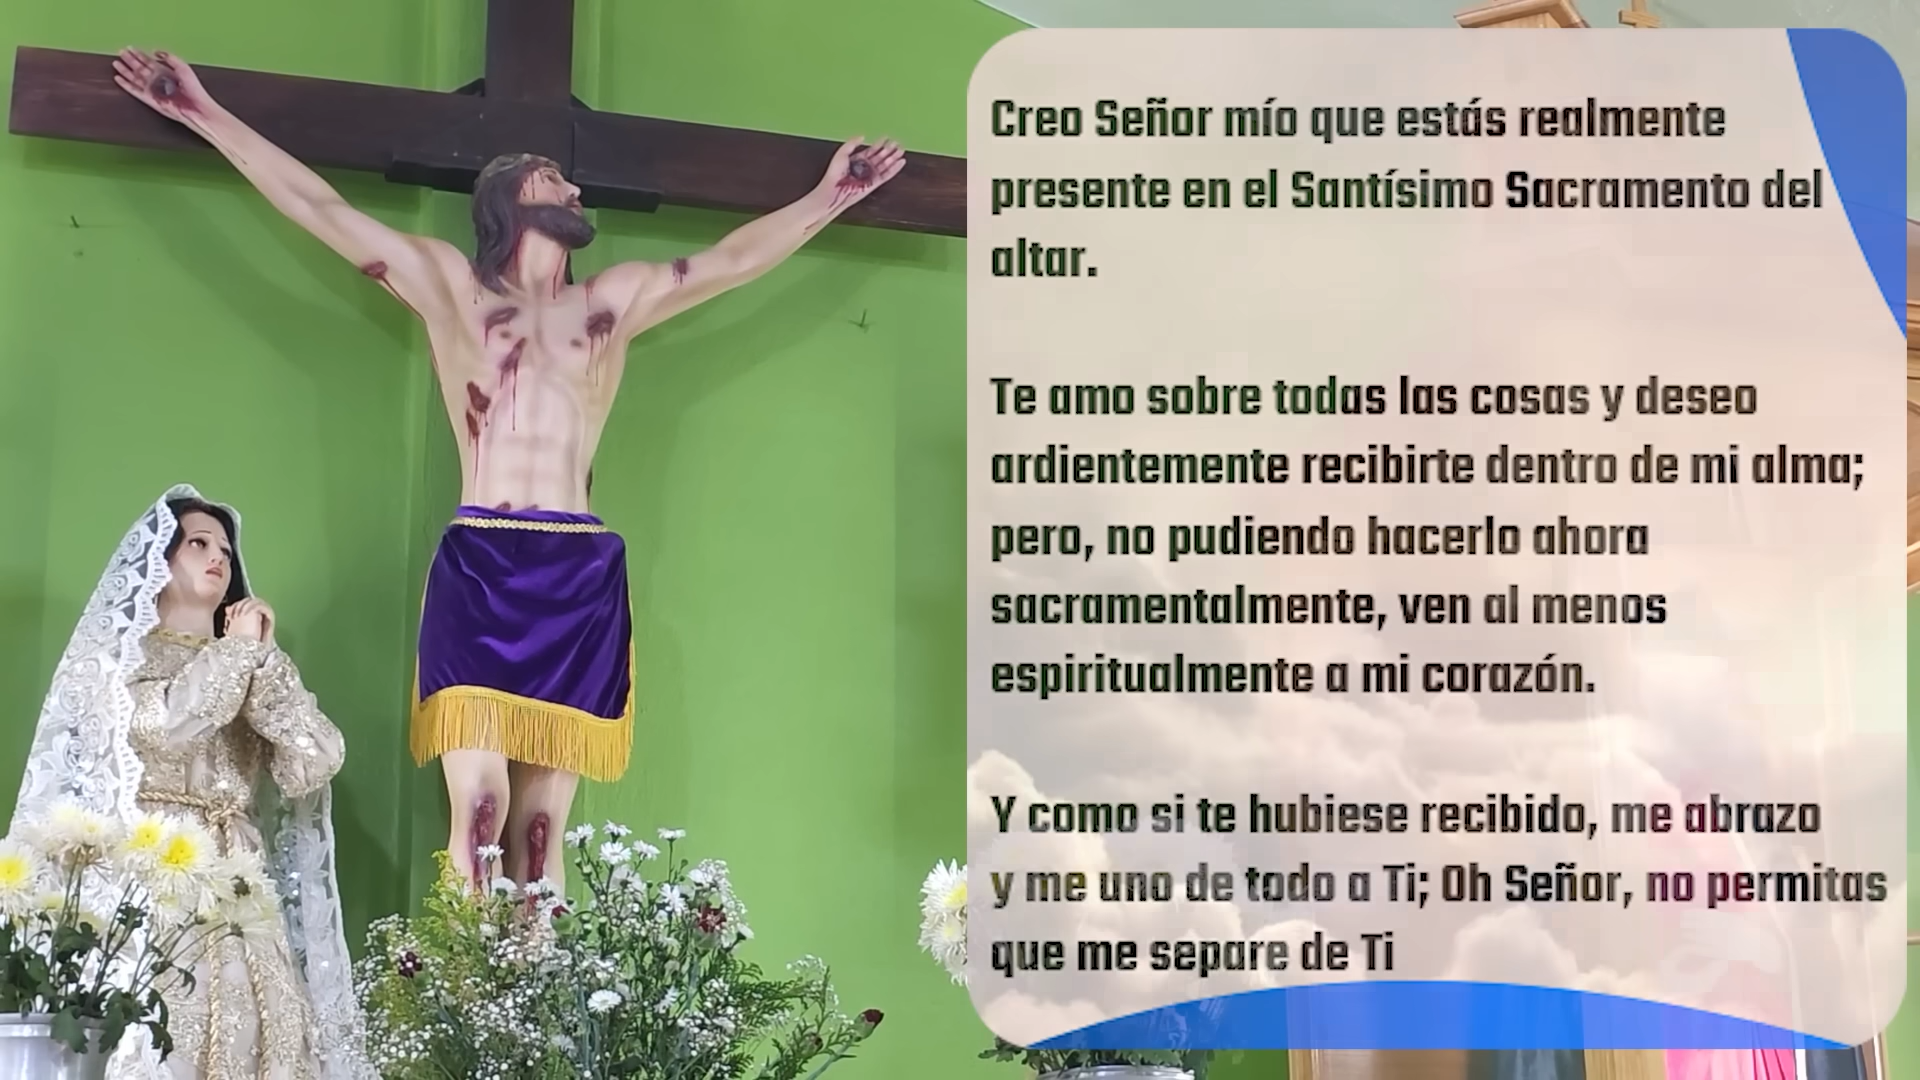 Creo Señor mío que estás realmente
presente en el Santísimo Sacramento del
altar.
Te amo sobre todas las cosas y deseo
ardientemente recibirte dentro de mi alma;
pero, no pudiendo hacerlo ahora
sacramentalmente, ven al menos
espiritualmente a mi corazón.
Y como si te hubiese recibido, me abrazo
y me uno de todo a Ti; Oh Señor, no permitas
que me separe de Ti